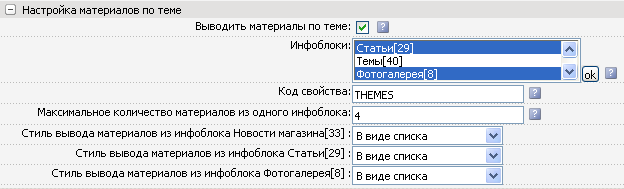 Настройка материалов по теме
Выводить материалы по теме: ?
Инфоблоки: Статьи[29]
Темы[40]
Фотогалерея[8] ok ?
Код свойства: THEMES ?
Максимальное количество материалов из одного инфоблока: 4 ?
Стиль вывода материалов из инфоблока Новости магазина[33] : В виде списка
Стиль вывода материалов из инфоблока Статьи[29] : В виде списка
Стиль вывода материалов из инфоблока Фотогалерея[8] : В виде списка